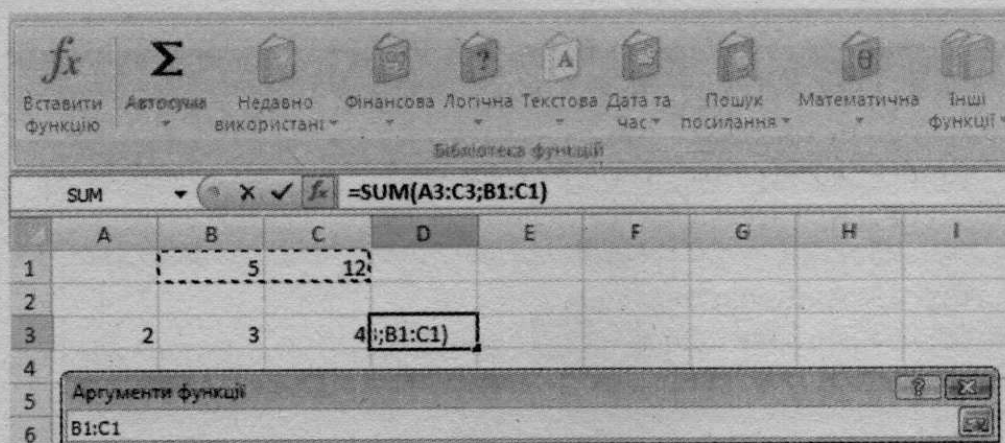 fx Σ ? A θ
Вставити Автосума Недавно Фінансова Логічна Текстова Дата та Пошук Математична Інші
функцію використані час посилання функції
Бібліотека функцій
SUM fx =SUM(A3:C3;B1:C1)
A B C D E F G H I
1 5 12
2
3 2 3 4 ;B1:C1)
4
5 Аргументи функції ?
6 B1:C1